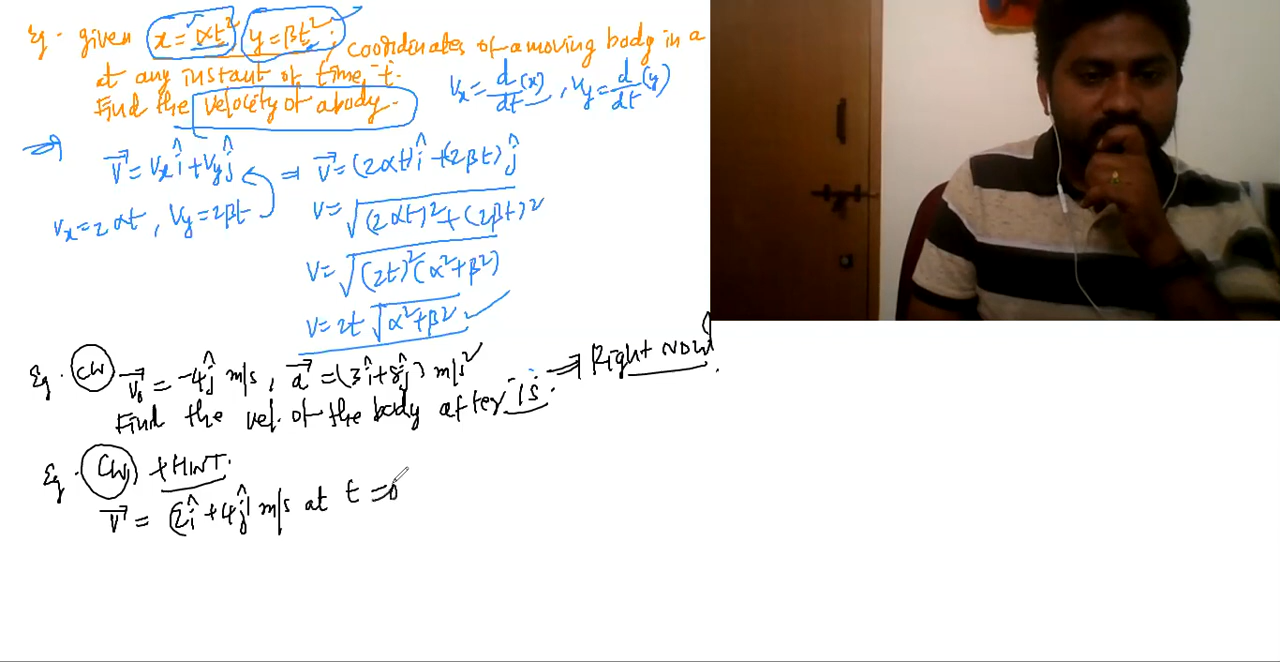 Eg. given x = αt², y = βt² ; coordinates of a moving body in a
at any instant of time, t.
Find the velocity of a body.
vx = d/dt (x), vy = d/dt (y)
⇒ v⃗ = vx î + vy ĵ
vx = 2αt, vy = 2βt
⇒ v⃗ = (2αt) î + (2βt) ĵ
v = √((2αt)² + (2βt)²)
v = √((2t)² (α² + β²))
v = 2t √(α² + β²) ✓
Eg. CW v⃗₀ = -4ĵ m/s, a⃗ = (3î + 8ĵ) m/s²
Find the vel. of the body after 1s. ⇒ Right Now!
Eg. CW + HINT.
v⃗ = (2î + 4ĵ) m/s at t = 0